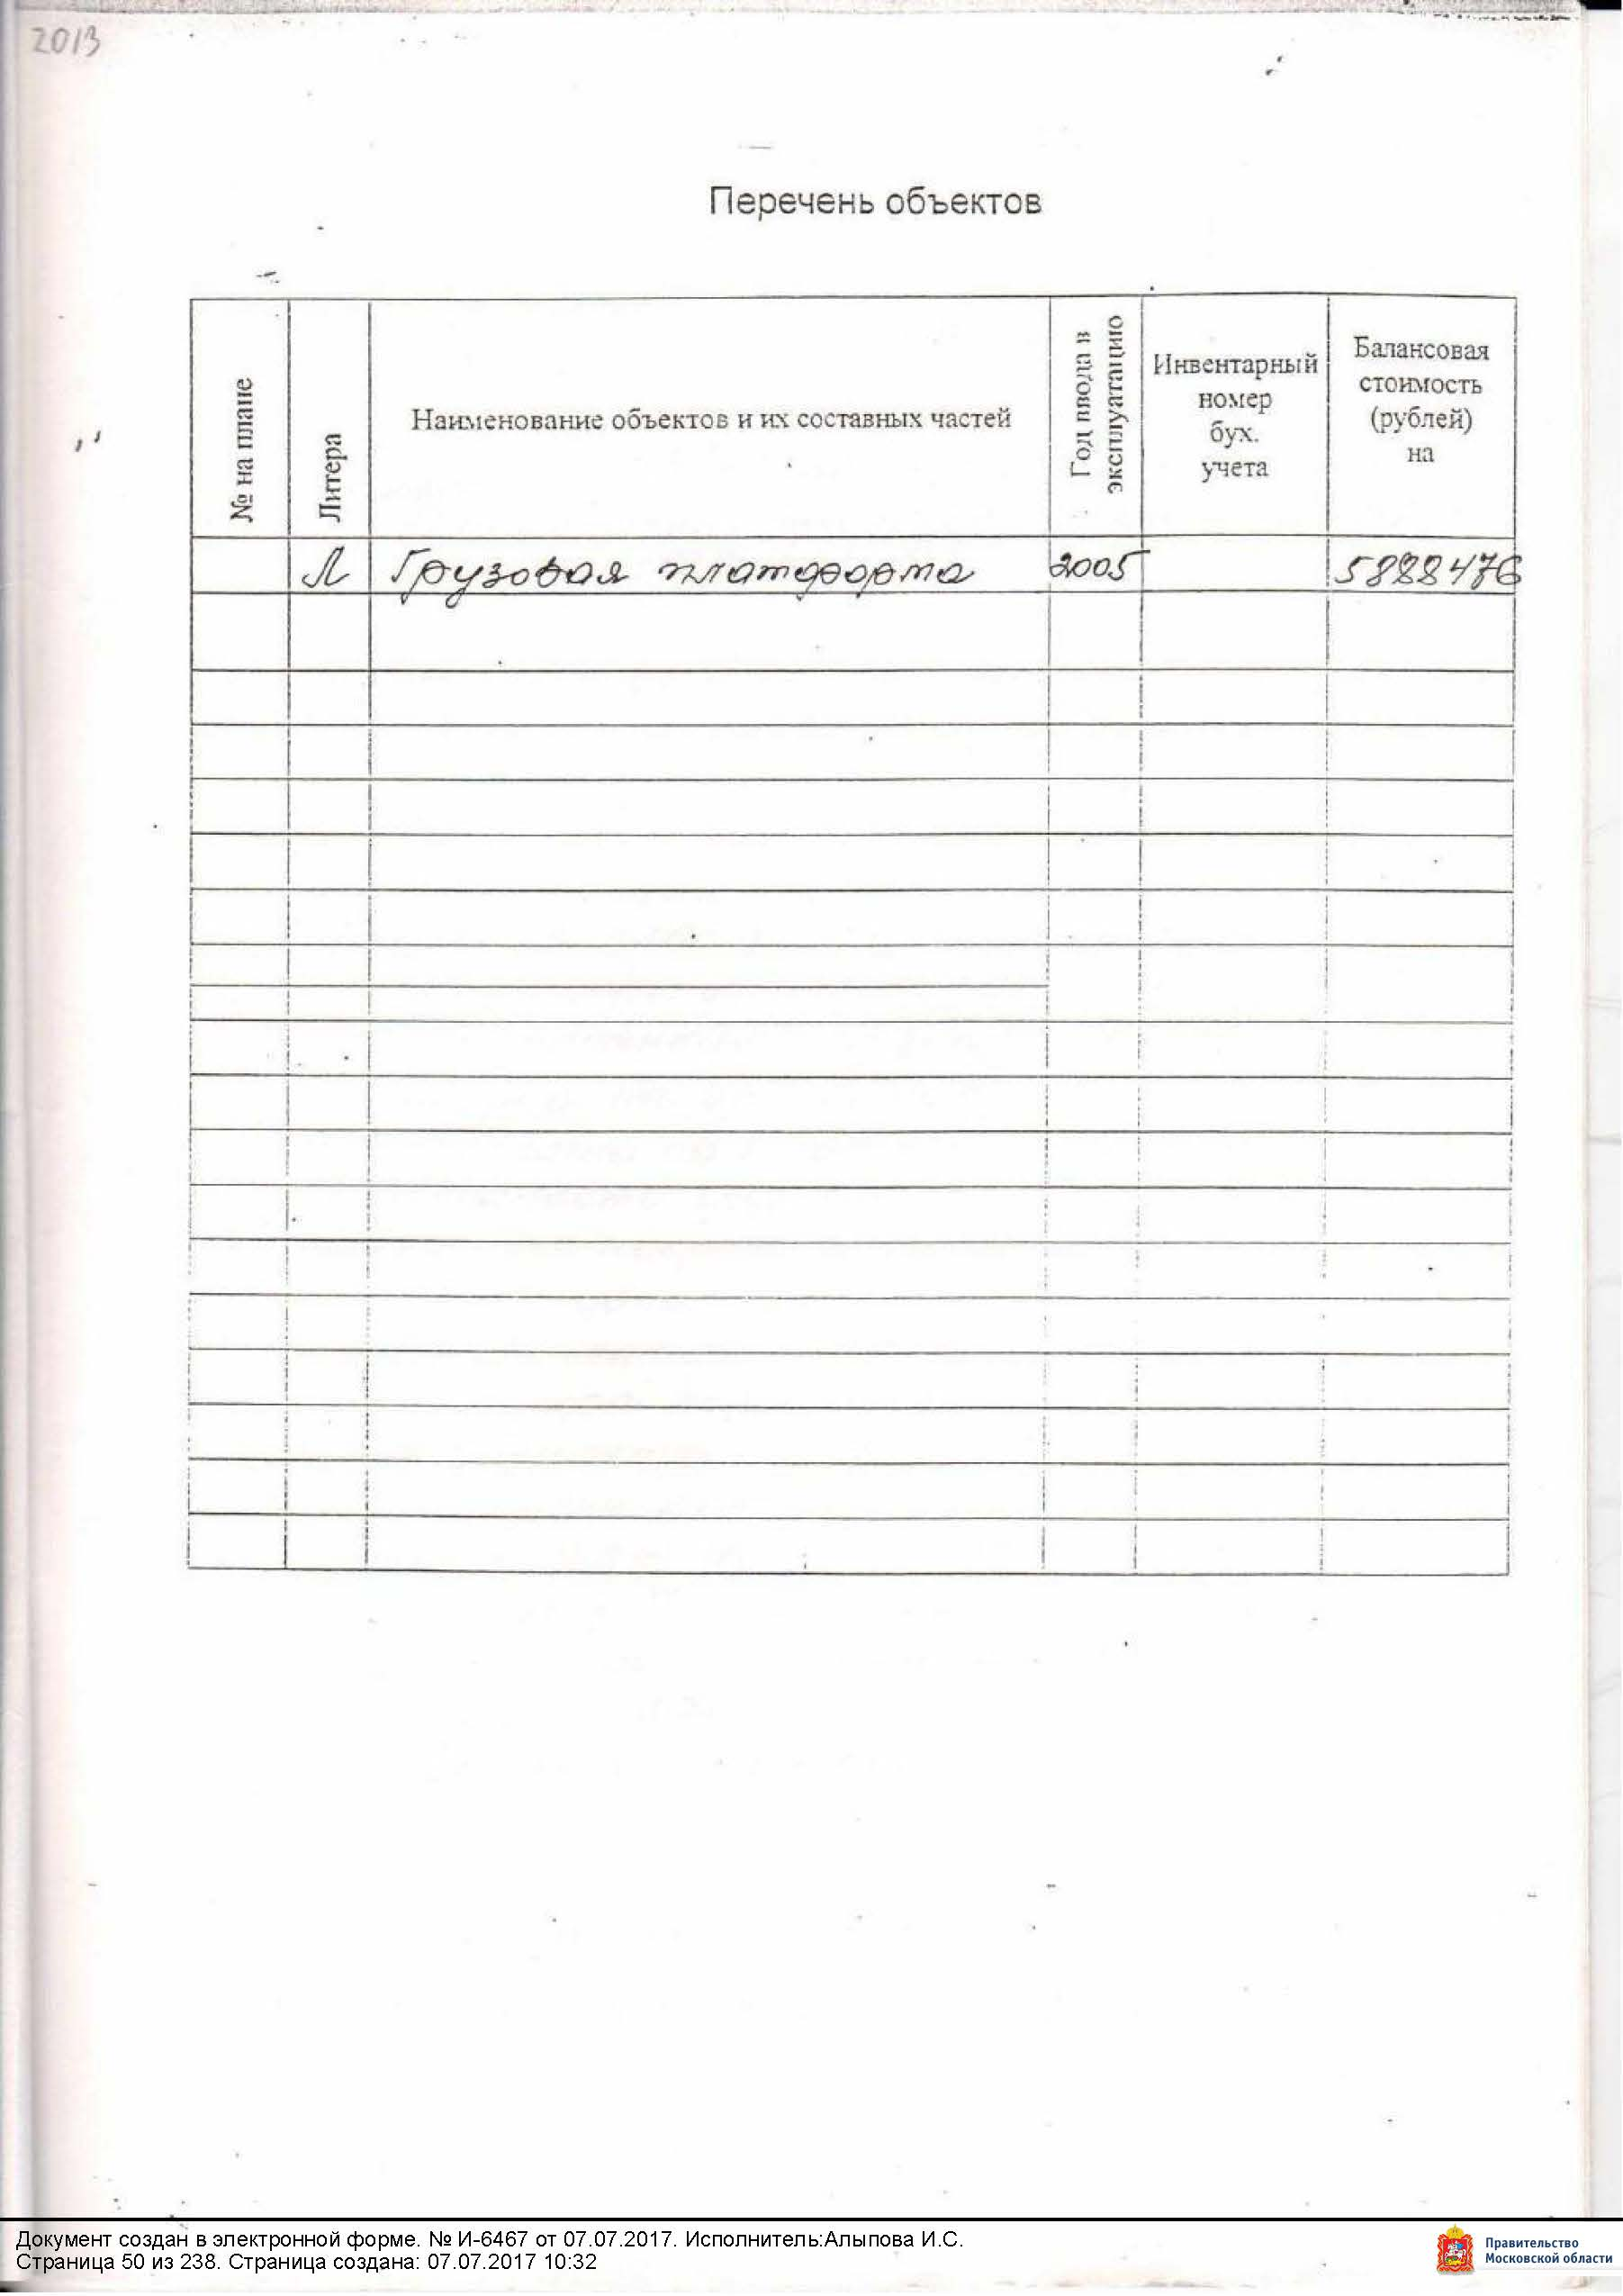 2013
Перечень объектов
№ на плане
Литера
Наименование объектов и их составных частей
Год ввода в
эксплуатацию
Инвентарный
номер
бух.
учета
Балансовая
стоимость
(рублей)
на
Л Грузовая платформа 2005 5888476
Документ создан в электронной форме. № И-6467 от 07.07.2017. Исполнитель:Алыпова И.С.
Страница 50 из 238. Страница создана: 07.07.2017 10:32
Правительство
Московской области